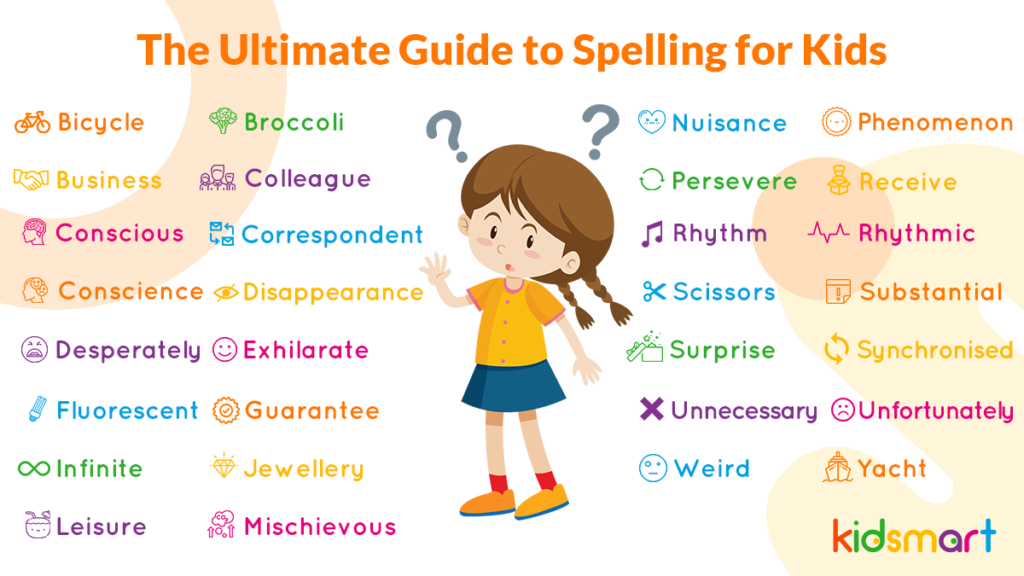 The Ultimate Guide to Spelling for Kids
Bicycle
Business
Conscious
Conscience
Desperately
Fluorescent
Infinite
Leisure
Broccoli
Colleague
Correspondent
Disappearance
Exhilarate
Guarantee
Jewellery
Mischievous
? ?
Nuisance
Persevere
Rhythm
Scissors
Surprise
Unnecessary
Weird
Phenomenon
Receive
Rhythmic
Substantial
Synchronised
Unfortunately
Yacht
kidsmart